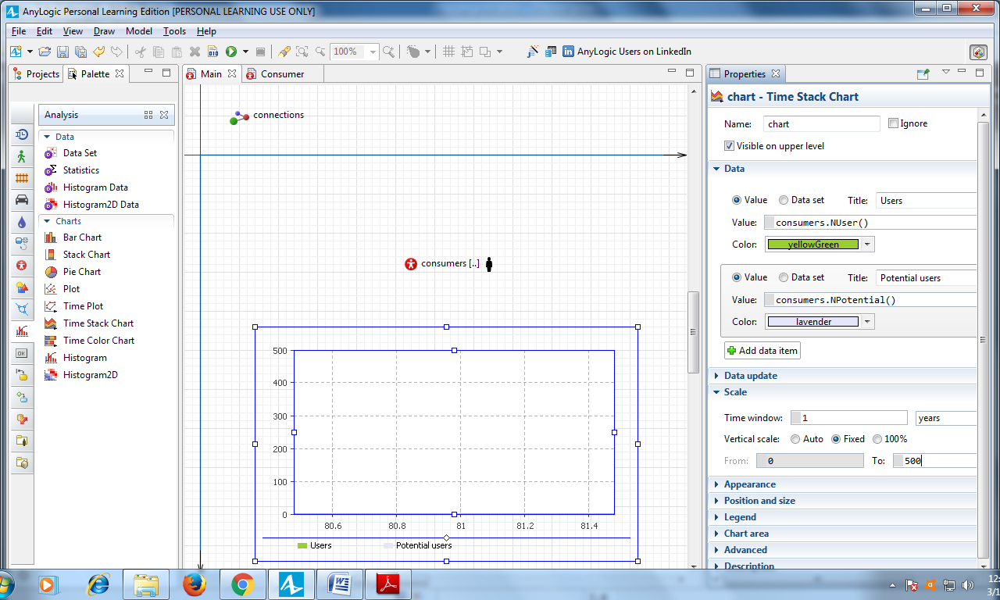 AnyLogic Personal Learning Edition [PERSONAL LEARNING USE ONLY]
File Edit View Draw Model Tools Help
100% AnyLogic Users on LinkedIn
Projects Palette
Analysis
Data
Data Set
Statistics
Histogram Data
Histogram2D Data
Charts
Bar Chart
Stack Chart
Pie Chart
Plot
Time Plot
Time Stack Chart
Time Color Chart
Histogram
Histogram2D
Main Consumer
connections
consumers [..]
500
400
300
200
100
0
80.6 80.8 81 81.2 81.4
Users Potential users
Properties
chart - Time Stack Chart
Name: chart Ignore
Visible on upper level
Data
Value Data set Title: Users
Value: consumers.NUser()
Color: yellowGreen
Value Data set Title: Potential users
Value: consumers.NPotential()
Color: lavender
Add data item
Data update
Scale
Time window: 1 years
Vertical scale: Auto Fixed 100%
From: 0 To: 500
Appearance
Position and size
Legend
Chart area
Advanced
Description